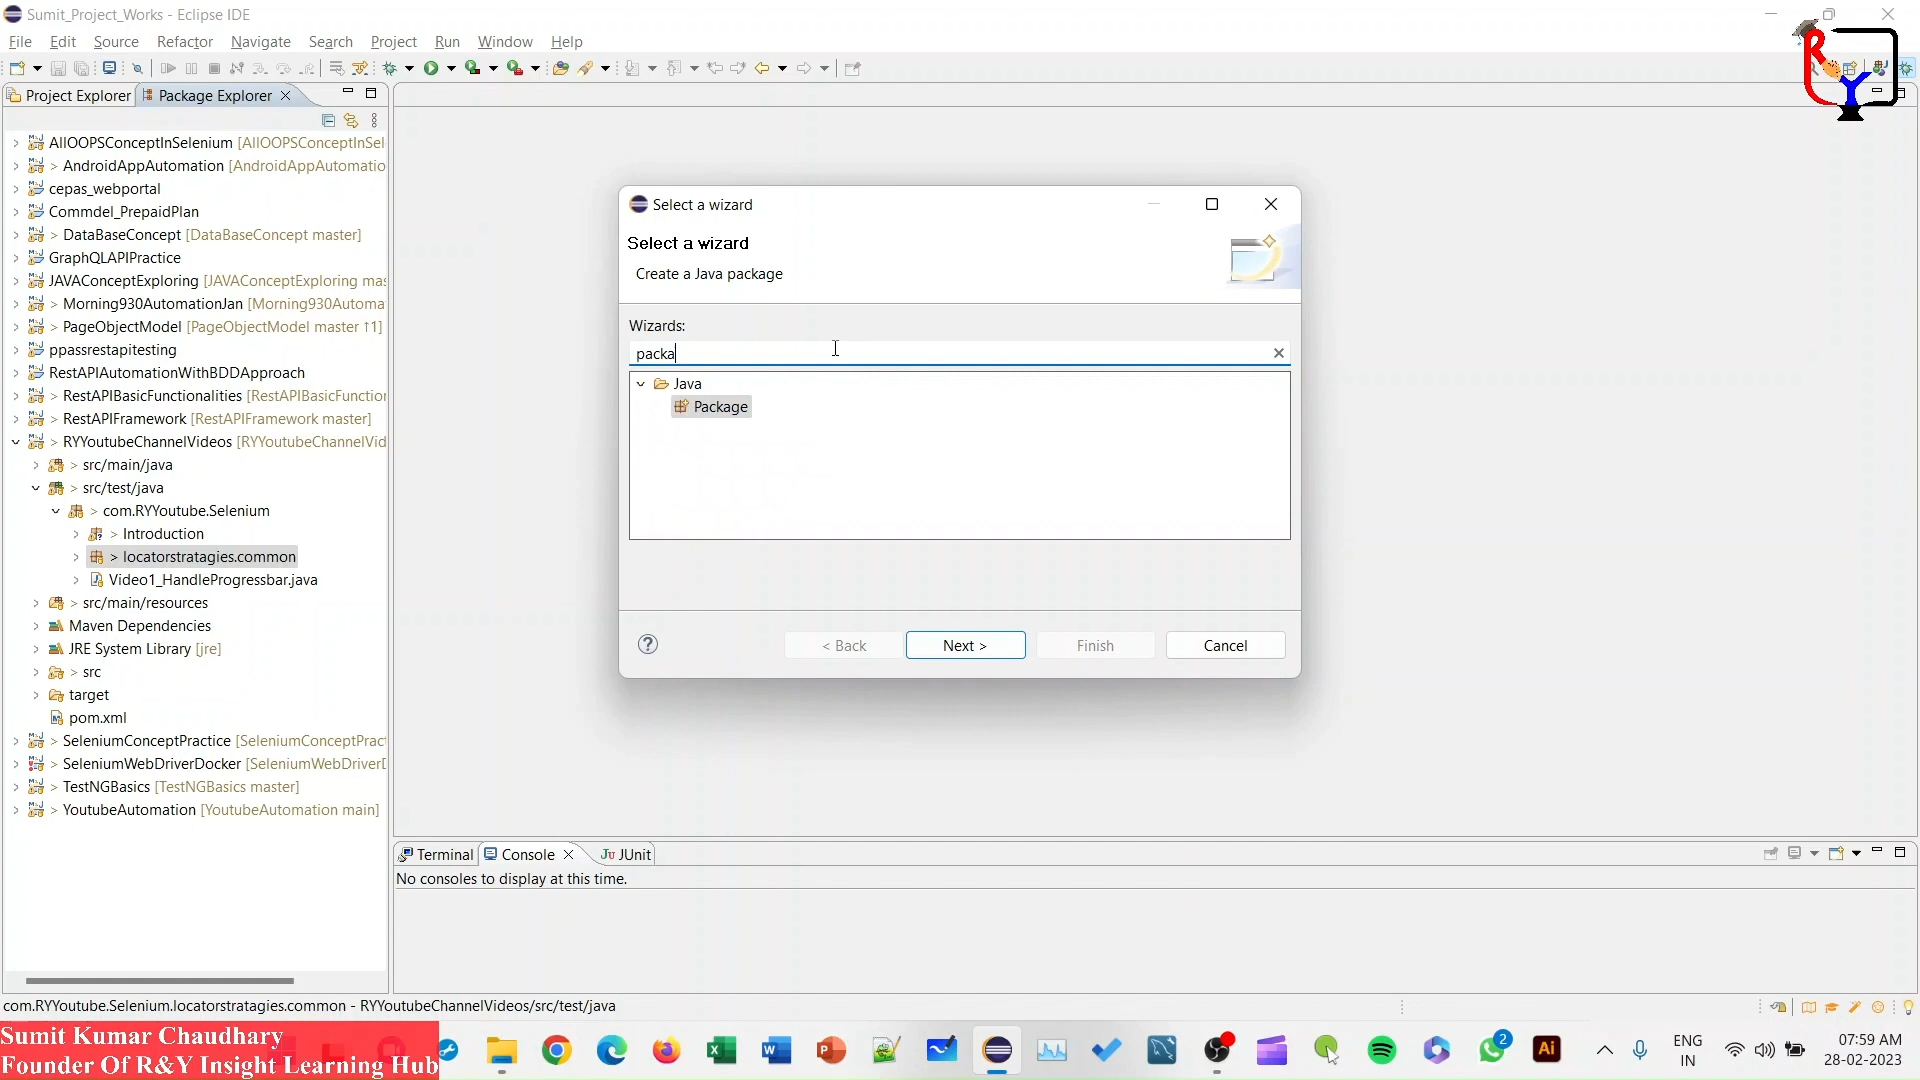 Sumit_Project_Works - Eclipse IDE
File Edit Source Refactor Navigate Search Project Run Window Help
R
Y
Project Explorer Package Explorer
AllOOPSConceptInSelenium [AllOOPSConceptInSel
> AndroidAppAutomation [AndroidAppAutomatio
cepas_webportal
Commdel_PrepaidPlan
> DataBaseConcept [DataBaseConcept master]
GraphQLAPIPractice
JAVAConceptExploring [JAVAConceptExploring mas
> Morning930AutomationJan [Morning930Automa
> PageObjectModel [PageObjectModel master ↑1]
ppassrestapitesting
RestAPIAutomationWithBDDApproach
> RestAPIBasicFunctionalities [RestAPIBasicFunction
> RestAPIFramework [RestAPIFramework master]
> RYYoutubeChannelVideos [RYYoutubeChannelVid
> src/main/java
> src/test/java
> com.RYYoutube.Selenium
> Introduction
> locatorstratagies.common
Video1_HandleProgressbar.java
> src/main/resources
Maven Dependencies
JRE System Library [jre]
> src
target
pom.xml
> SeleniumConceptPractice [SeleniumConceptPract
> SeleniumWebDriverDocker [SeleniumWebDriverD
> TestNGBasics [TestNGBasics master]
> YoutubeAutomation [YoutubeAutomation main]
Select a wizard
Select a wizard
Create a Java package
Wizards:
packa
Java
Package
< Back Next > Finish Cancel
Terminal Console JUnit
No consoles to display at this time.
com.RYYoutube.Selenium.locatorstratagies.common - RYYoutubeChannelVideos/src/test/java
Sumit Kumar Chaudhary
Founder Of R&Y Insight Learning Hub
2
Ai
ENG
IN
07:59 AM
28-02-2023